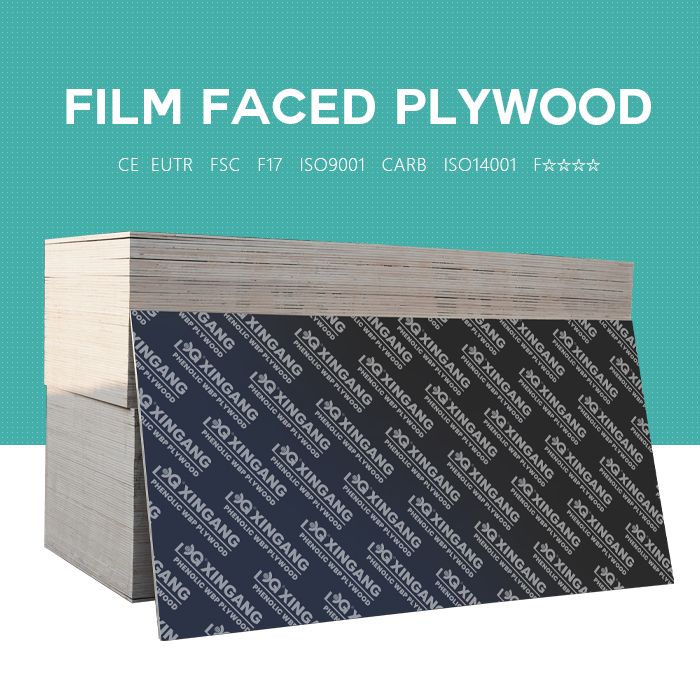 FILM FACED PLYWOOD
CE EUTR FSC F17 ISO9001 CARB ISO14001 F☆☆☆☆
XINGANG
PHENOLIC WBP PLYWOOD